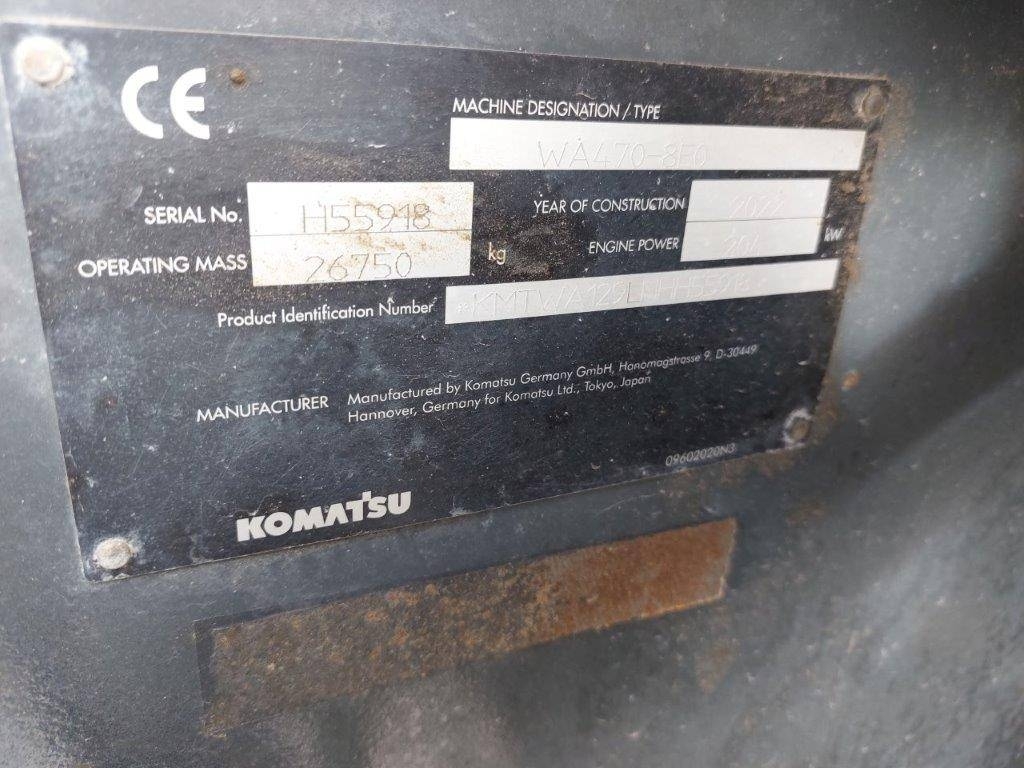 CE
MACHINE DESIGNATION / TYPE
WA470-8E0
SERIAL No. H55918
YEAR OF CONSTRUCTION
OPERATING MASS 26750 kg
ENGINE POWER kW
Product Identification Number
MANUFACTURER
Manufactured by Komatsu Germany GmbH, Hanomagstrasse 9, D-30449
Hannover, Germany for Komatsu Ltd., Tokyo, Japan
09602020N3
KOMATSU